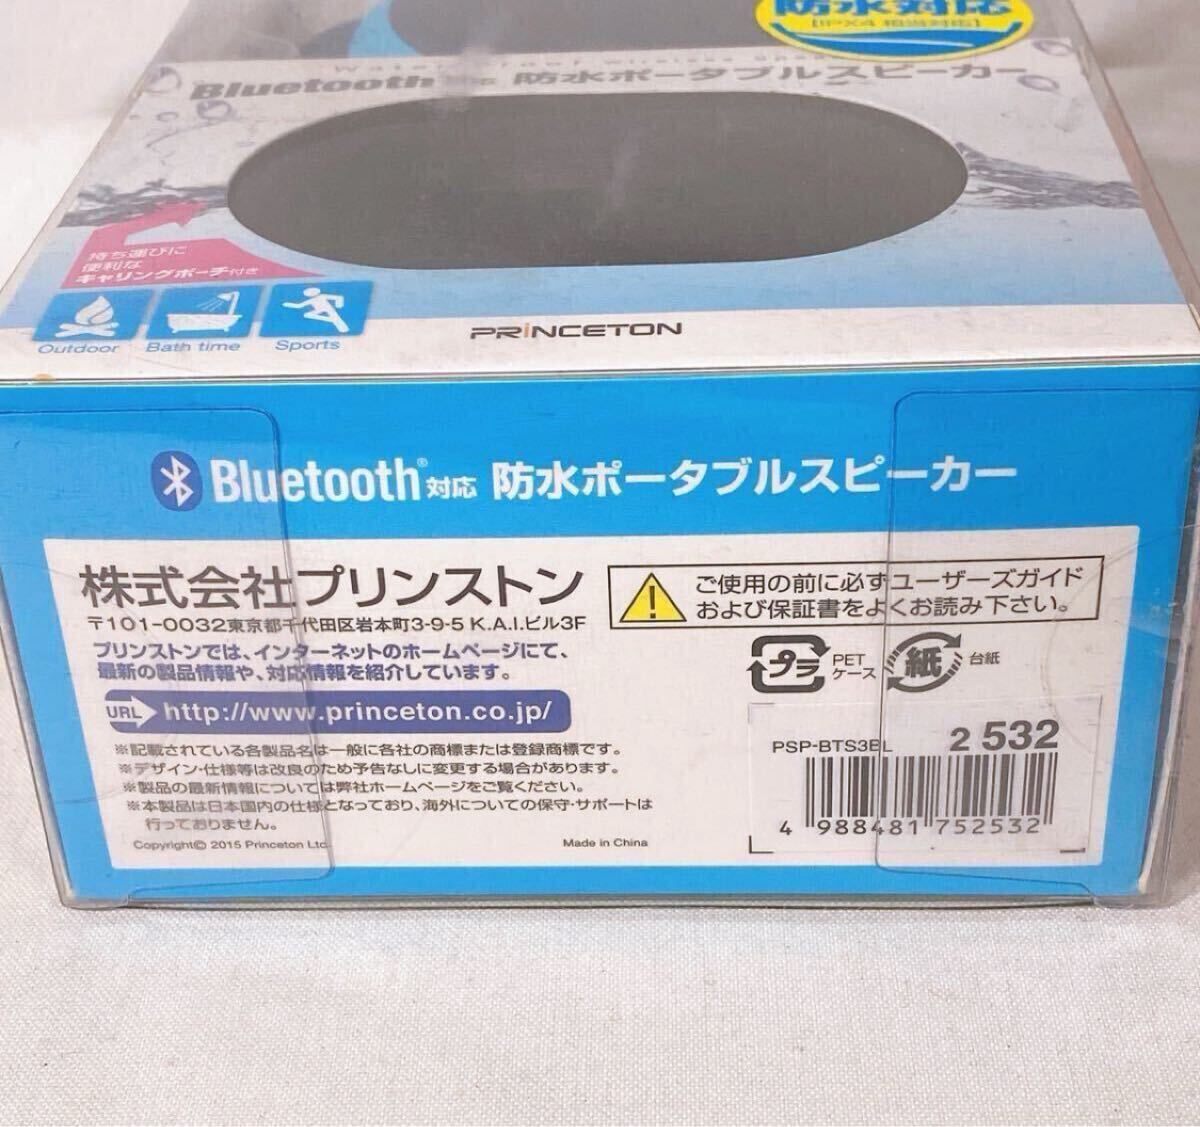 防水対応
[IPX4 相当対応]
Waterproof Wireless
Bluetooth 対応 防水ポータブルスピーカー
持ち運びに
便利な
キャリングポーチ付き
Outdoor Bath time Sports
PRINCETON
Bluetooth® 対応 防水ポータブルスピーカー
株式会社プリンストン
〒101-0032東京都千代田区岩本町3-9-5 K.A.I.ビル3F
プリンストンでは、インターネットのホームページにて、
最新の製品情報や、対応情報を紹介しています。
URL http://www.princeton.co.jp/
※記載されている各製品名は一般に各社の商標または登録商標です。
※デザイン・仕様等は改良のため予告なしに変更する場合があります。
※製品の最新情報については弊社ホームページをご覧ください。
※本製品は日本国内の仕様となっており、海外についての保守・サポートは
行っておりません。
Copyright© 2015 Princeton Ltd.
Made in China
ご使用の前に必ずユーザーズガイド
および保証書をよくお読み下さい。
プラ PET
ケース
紙 台紙
PSP-BTS3BL 2 532
4 988481 752532